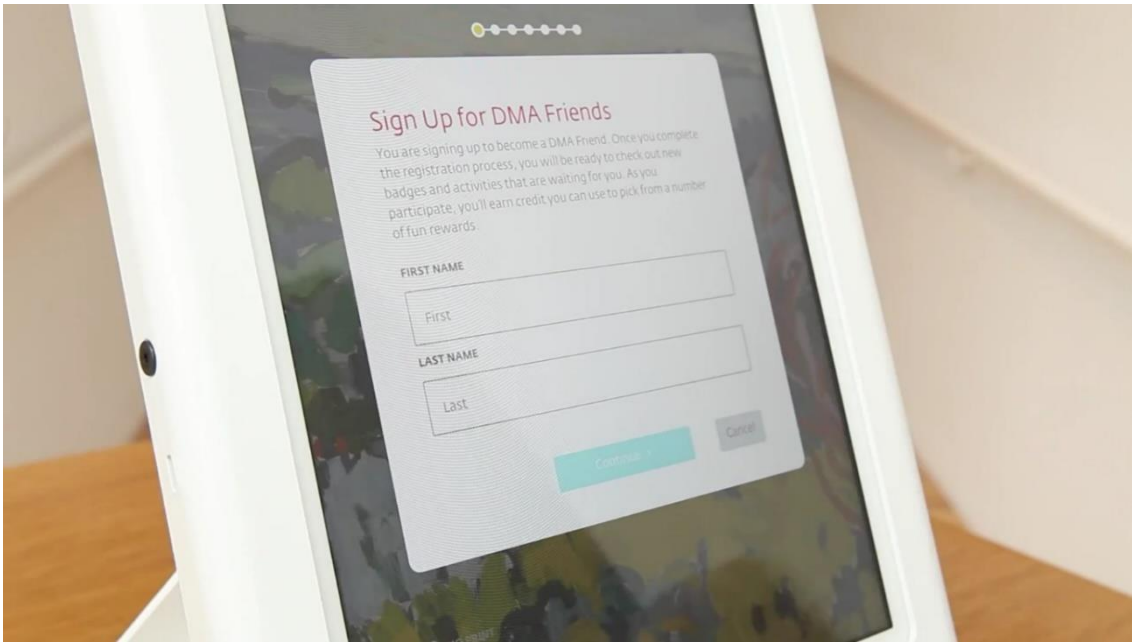 Sign Up for DMA Friends
You are signing up to become a DMA Friend. Once you complete
the registration process, you will be ready to check out new
badges and activities that are waiting for you. As you
participate, you'll earn credit you can use to pick from a number
of fun rewards.
FIRST NAME
First
LAST NAME
Last
Continue ›
Cancel